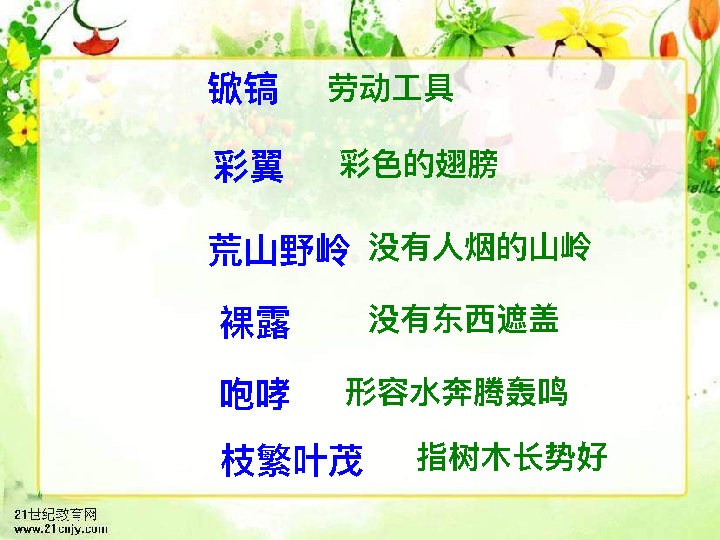 锨镐 劳动工具
彩翼 彩色的翅膀
荒山野岭 没有人烟的山岭
裸露 没有东西遮盖
咆哮 形容水奔腾轰鸣
枝繁叶茂 指树木长势好
21世纪教育网
www.21cnjy.com